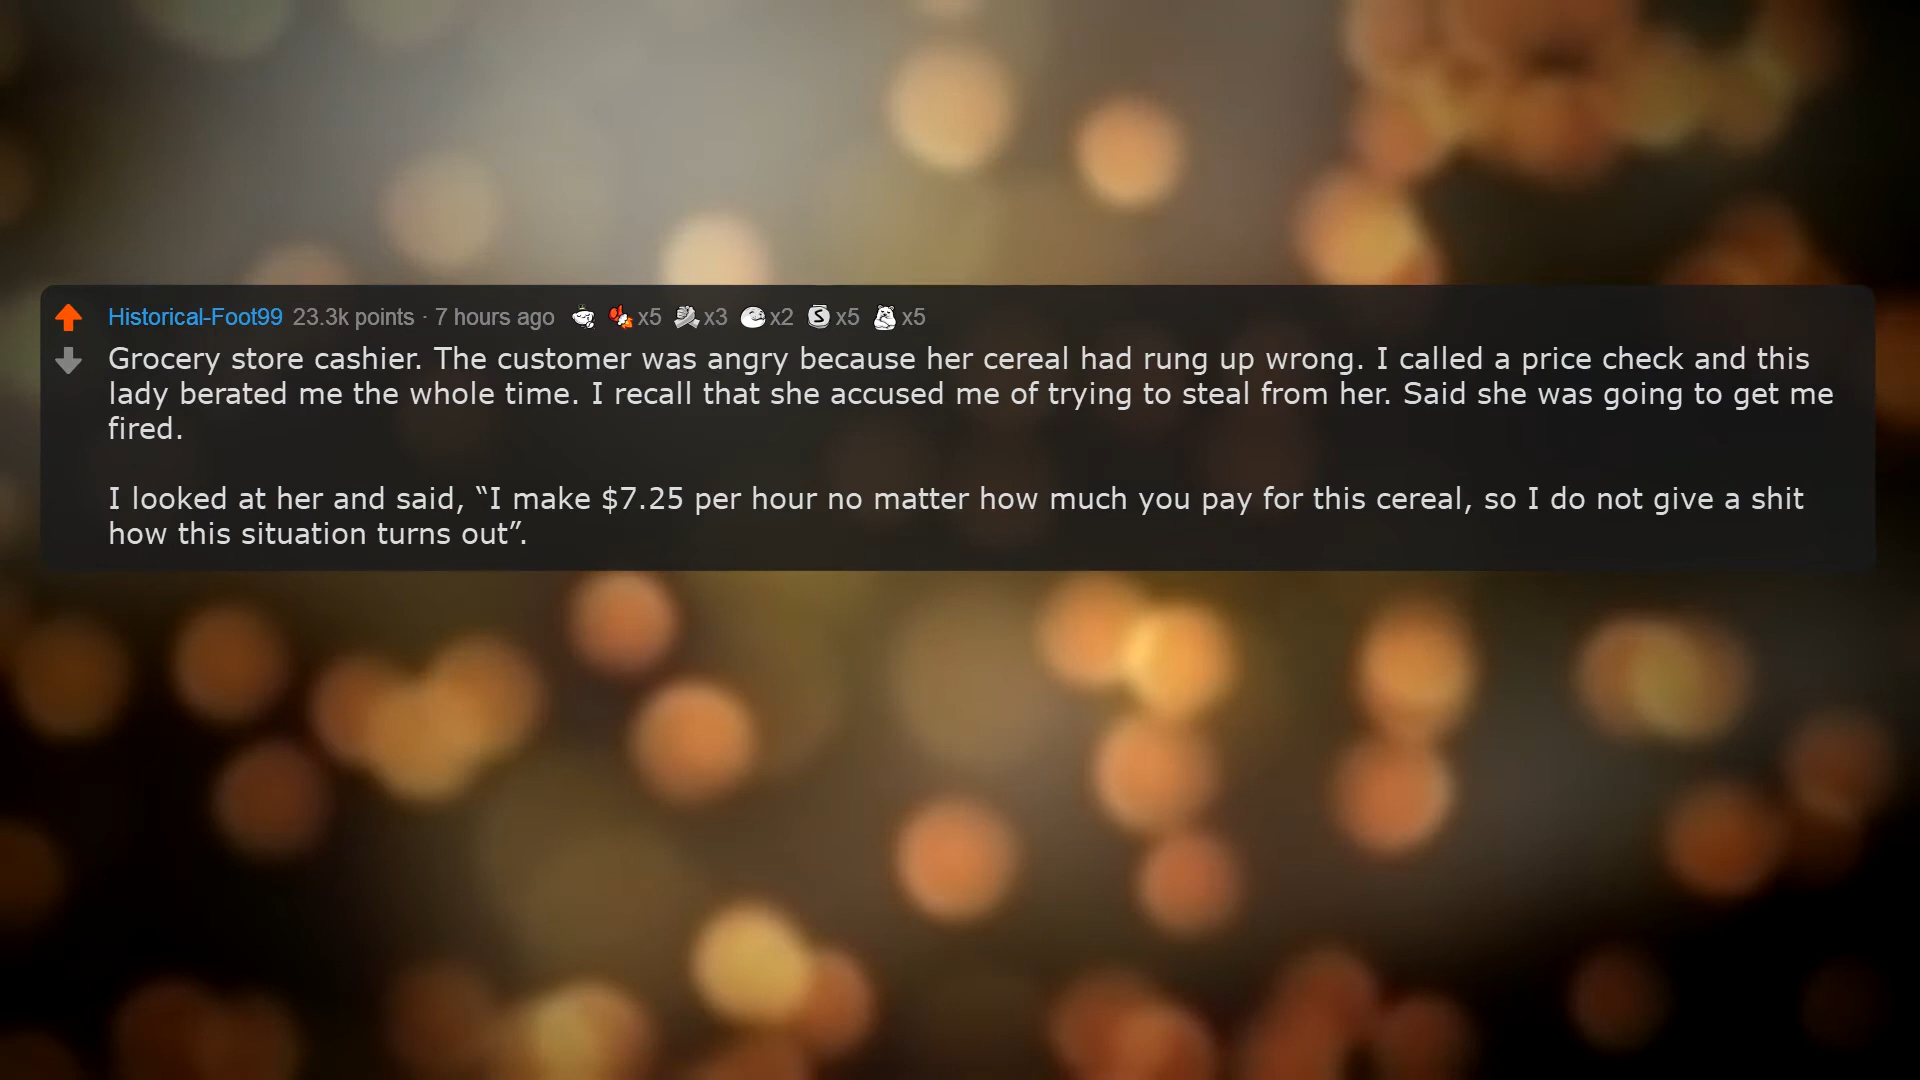 Historical-Foot99 23.3k points · 7 hours ago x5 x3 x2 x5 x5
Grocery store cashier. The customer was angry because her cereal had rung up wrong. I called a price check and this
lady berated me the whole time. I recall that she accused me of trying to steal from her. Said she was going to get me
fired.
I looked at her and said, “I make $7.25 per hour no matter how much you pay for this cereal, so I do not give a shit
how this situation turns out”.